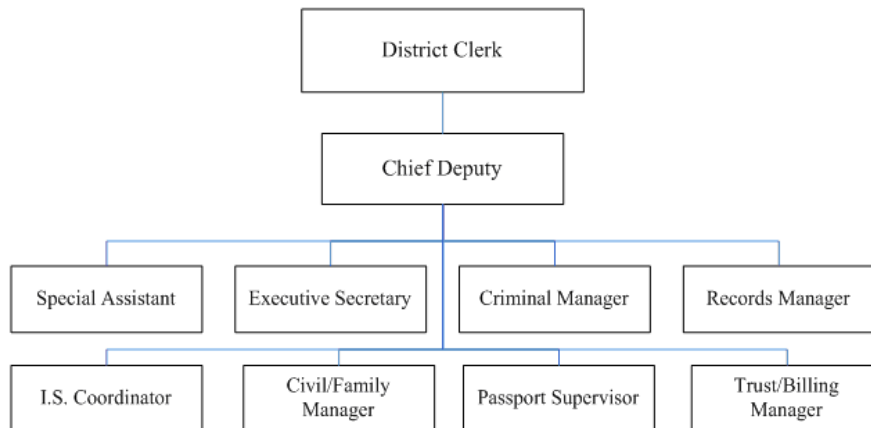 District Clerk
Chief Deputy
Special Assistant
Executive Secretary
Criminal Manager
Records Manager
I.S. Coordinator
Civil/Family
Manager
Passport Supervisor
Trust/Billing
Manager